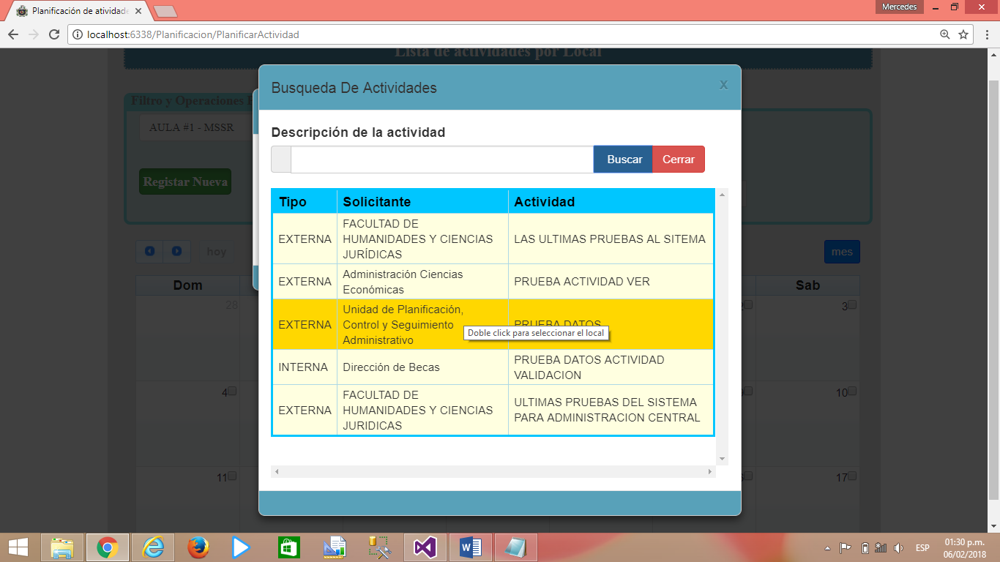 Planificación de atividade
Mercedes
localhost:6338/Planificacion/PlanificarActividad
Lista de actividades por Local
Busqueda De Actividades
X
Filtro y Operaciones
AULA #1 - MSSR
Descripción de la actividad
Buscar
Cerrar
Registar Nueva
Tipo
Solicitante
Actividad
EXTERNA
FACULTAD DE
HUMANIDADES Y CIENCIAS
JURÍDICAS
LAS ULTIMAS PRUEBAS AL SITEMA
EXTERNA
Administración Ciencias
Económicas
PRUEBA ACTIVIDAD VER
EXTERNA
Unidad de Planificación,
Control y Seguimiento
Administrativo
PRUEBA DATOS
Doble click para seleccionar el local
INTERNA
Dirección de Becas
PRUEBA DATOS ACTIVIDAD
VALIDACION
EXTERNA
FACULTAD DE
HUMANIDADES Y CIENCIAS
JURIDICAS
ULTIMAS PRUEBAS DEL SISTEMA
PARA ADMINISTRACION CENTRAL
hoy
mes
Dom
Sab
28
3
4
10
11
17
ESP
01:30 p.m.
06/02/2018